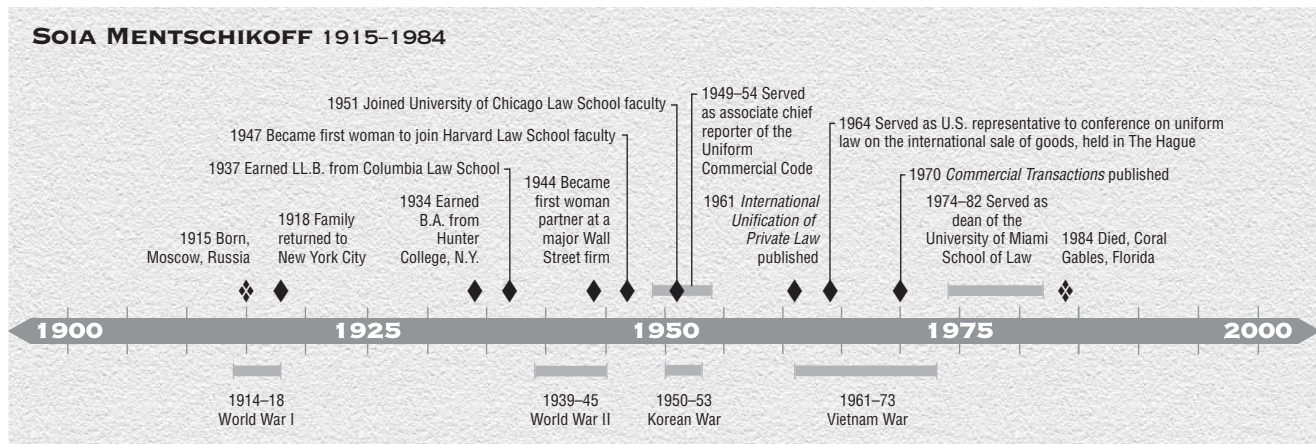 SOIA MENTSCHIKOFF 1915–1984
1951 Joined University of Chicago Law School faculty
1947 Became first woman to join Harvard Law School faculty
1937 Earned LL.B. from Columbia Law School
1915 Born,
Moscow, Russia
1918 Family
returned to
New York City
1934 Earned
B.A. from
Hunter
College, N.Y.
1944 Became
first woman
partner at a
major Wall
Street firm
1949–54 Served
as associate chief
reporter of the
Uniform
Commercial Code
1961 International
Unification of
Private Law
published
1964 Served as U.S. representative to conference on uniform
law on the international sale of goods, held in The Hague
1970 Commercial Transactions published
1974–82 Served as
dean of the
University of Miami
School of Law
1984 Died, Coral
Gables, Florida
1900 1925 1950 1975 2000
1914–18
World War I
1939–45
World War II
1950–53
Korean War
1961–73
Vietnam War